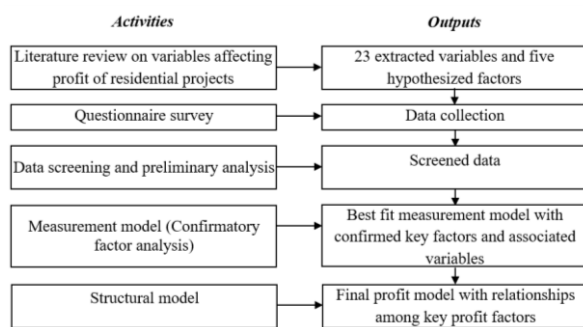 Activities
Outputs
Literature review on variables affecting
profit of residential projects
23 extracted variables and five
hypothesized factors
Questionnaire survey
Data collection
Data screening and preliminary analysis
Screened data
Measurement model (Confirmatory
factor analysis)
Best fit measurement model with
confirmed key factors and associated
variables
Structural model
Final profit model with relationships
among key profit factors